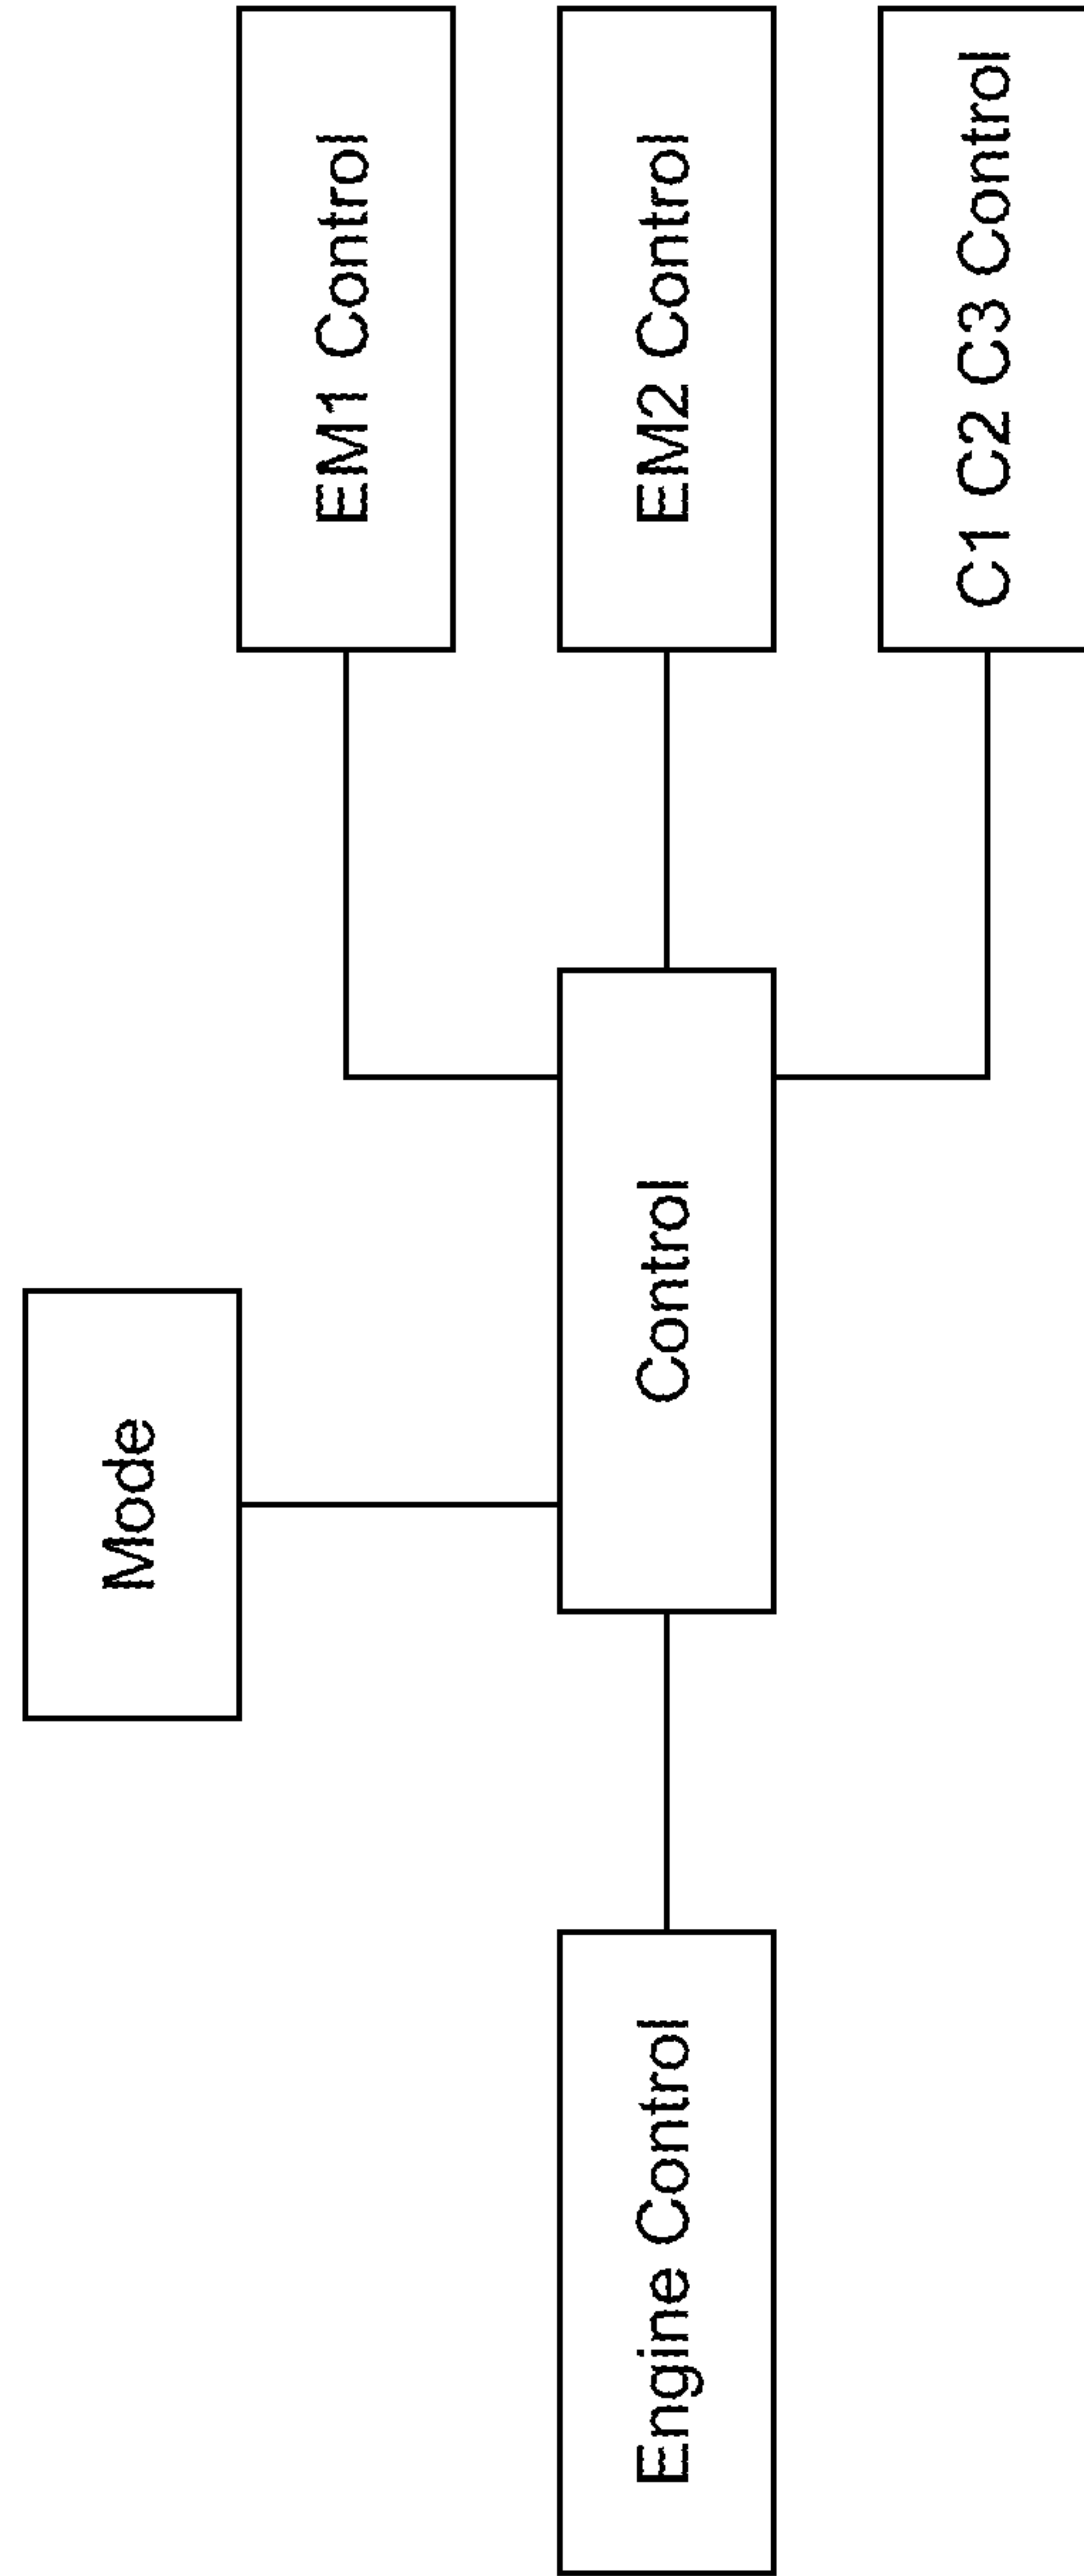 Mode
EM1 Control
Engine Control
Control
EM2 Control
C1 C2 C3 Control